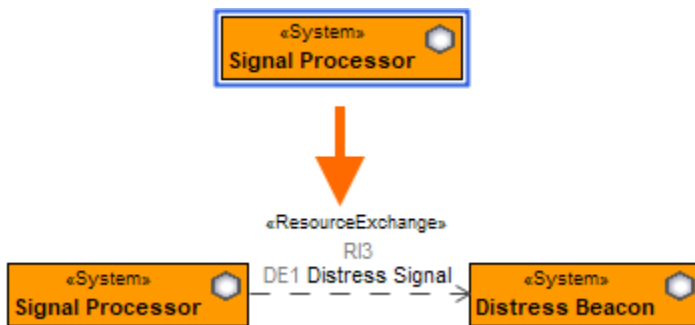 «System»
Signal Processor
«ResourceExchange»
RI3
DE1 Distress Signal
«System»
Signal Processor
«System»
Distress Beacon